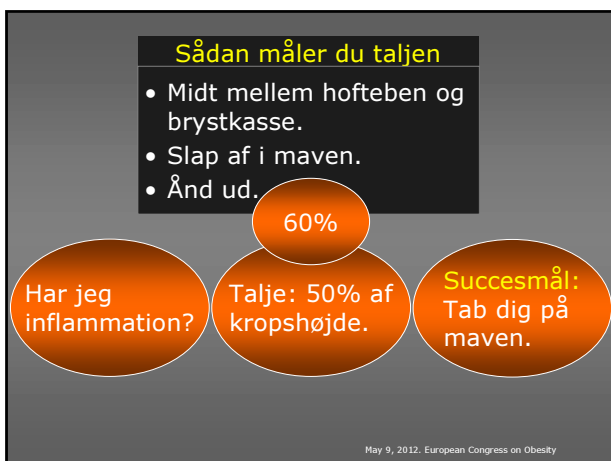 Sådan måler du taljen
• Midt mellem hofteben og
brystkasse.
• Slap af i maven.
• Ånd ud.
60%
Har jeg
inflammation?
Talje: 50% af
kropshøjde.
Succesmål:
Tab dig på
maven.
May 9, 2012. European Congress on Obesity